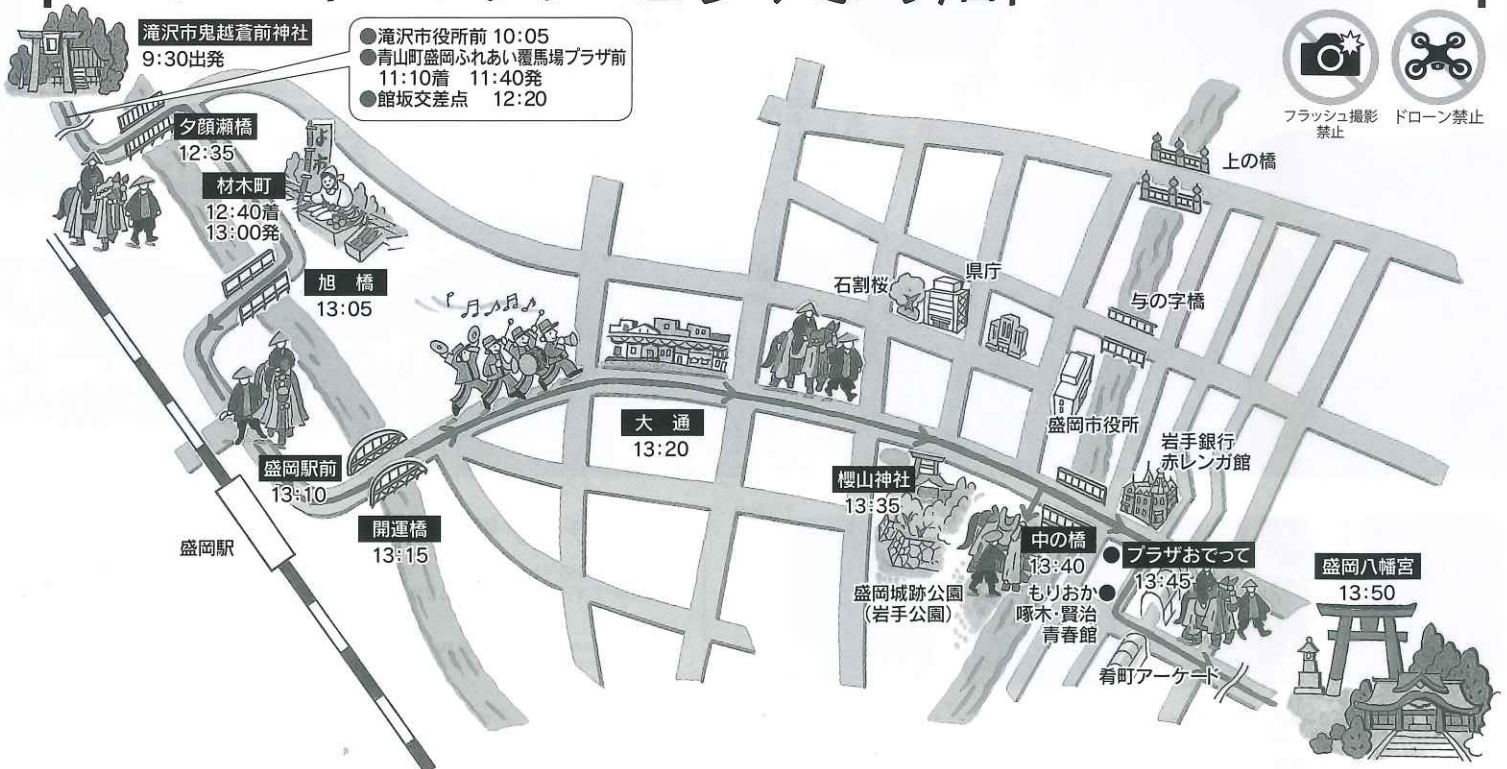 滝沢市鬼越蒼前神社
9:30出発
●滝沢市役所前 10:05
●青山町盛岡ふれあい覆馬場プラザ前
11:10着 11:40発
●館坂交差点 12:20
フラッシュ撮影
禁止
ドローン禁止
夕顔瀬橋
12:35
材木町
12:40着
13:00発
よ市
旭橋
13:05
上の橋
石割桜
県庁
与の字橋
盛岡市役所
岩手銀行
赤レンガ館
大通
13:20
盛岡駅前
13:10
開運橋
13:15
盛岡駅
櫻山神社
13:35
盛岡城跡公園
(岩手公園)
中の橋
13:40
●プラザおでって
13:45
もりおか●
啄木・賢治
青春館
肴町アーケード
盛岡八幡宮
13:50